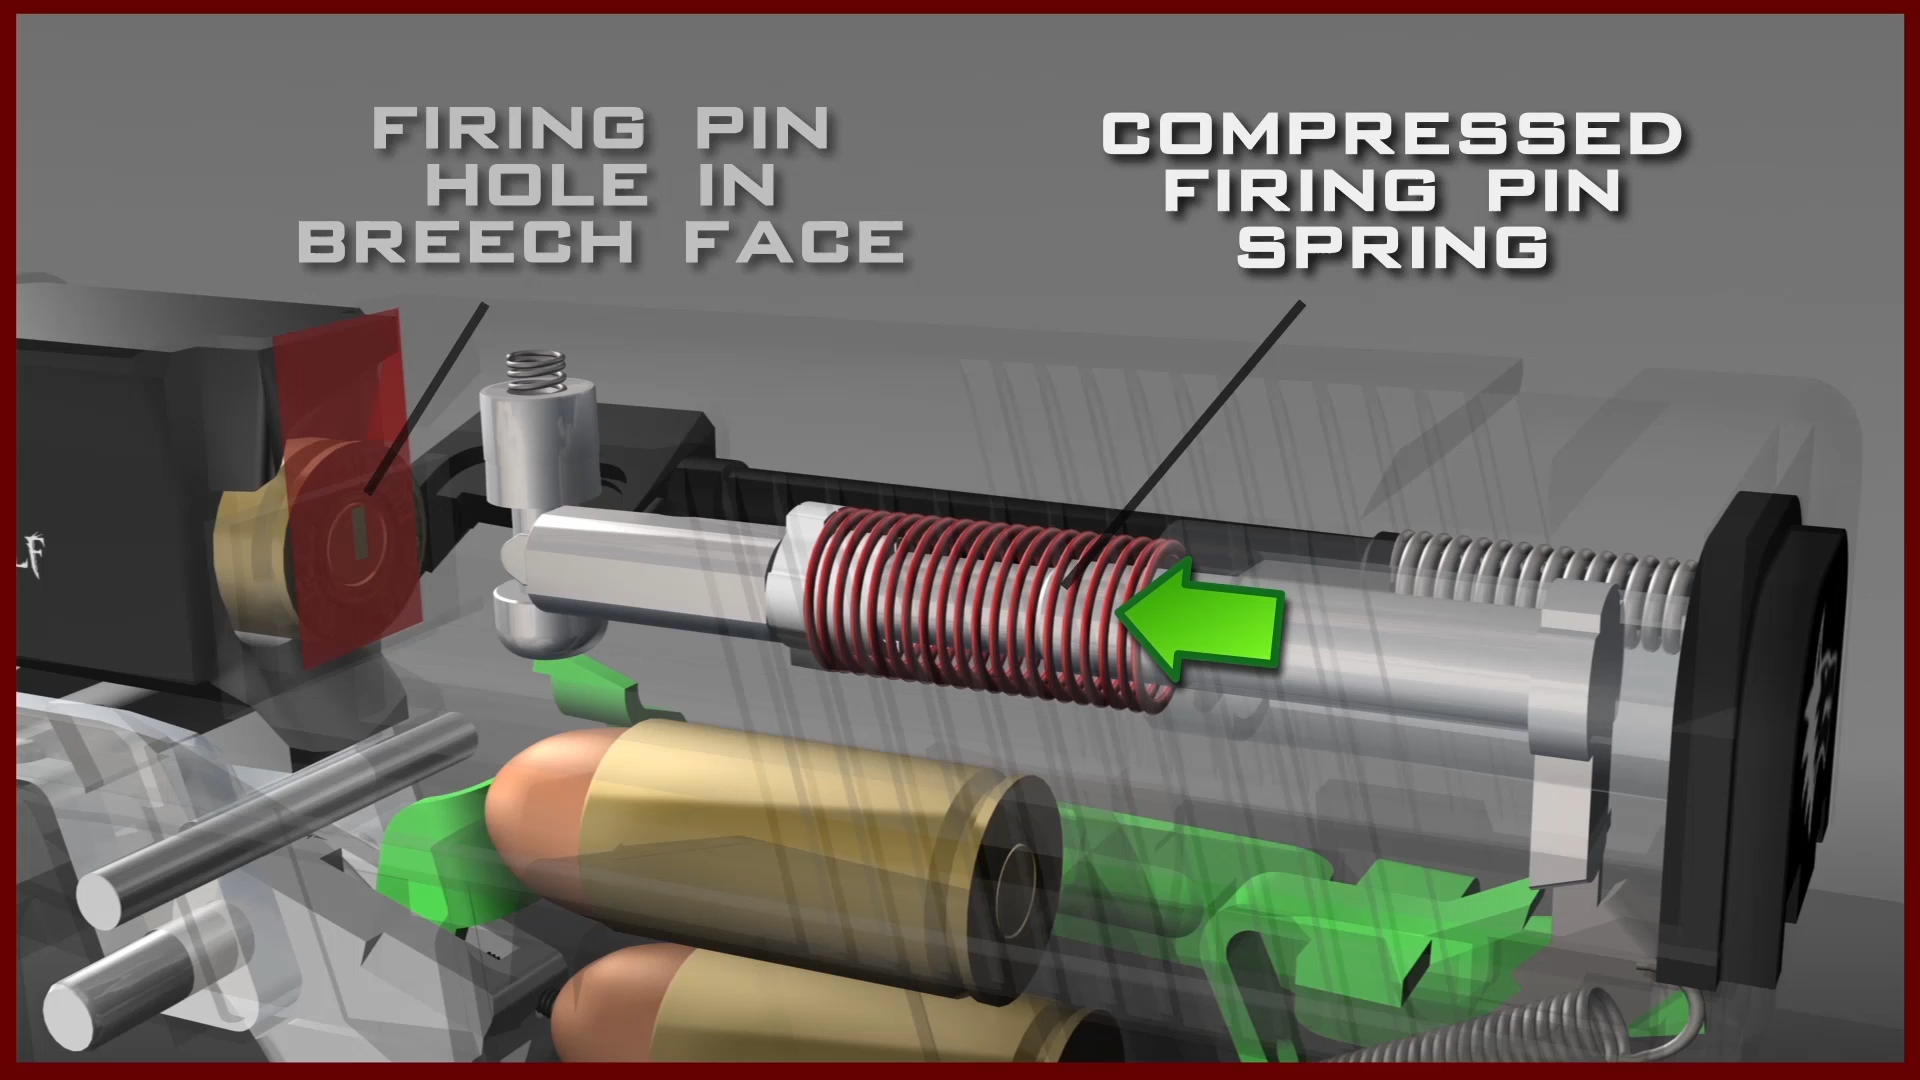 FIRING PIN
HOLE IN
BREECH FACE
COMPRESSED
FIRING PIN
SPRING